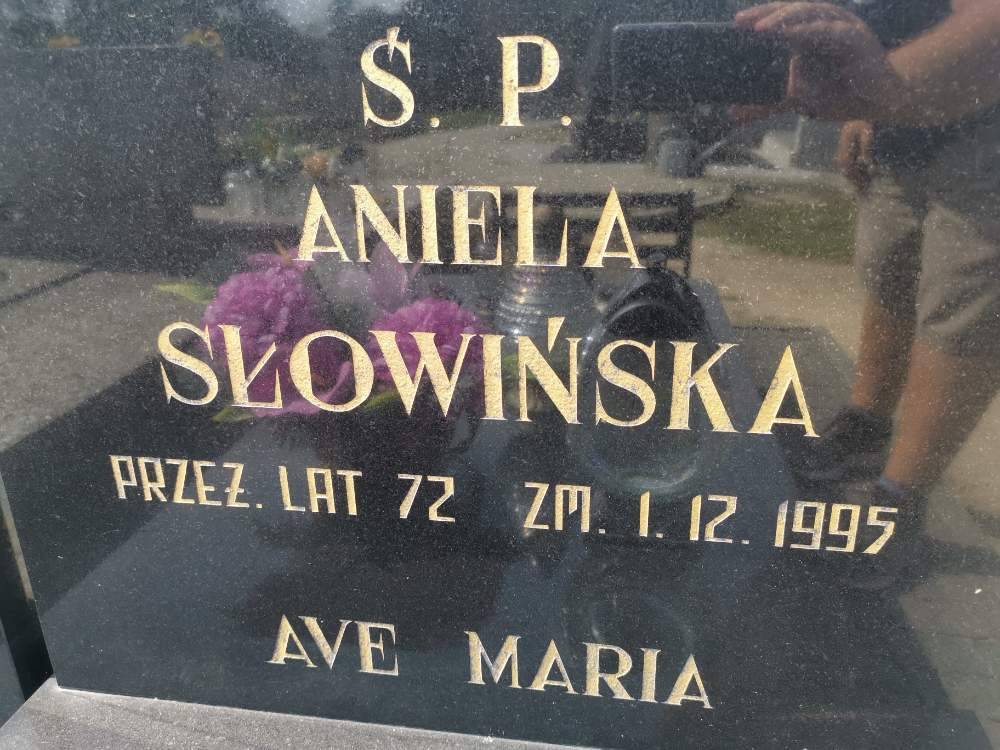 Ś. P.
ANIELA
SŁOWIŃSKA
PRZEŻ. LAT 72 ZM. 1. 12. 1995
AVE MARIA